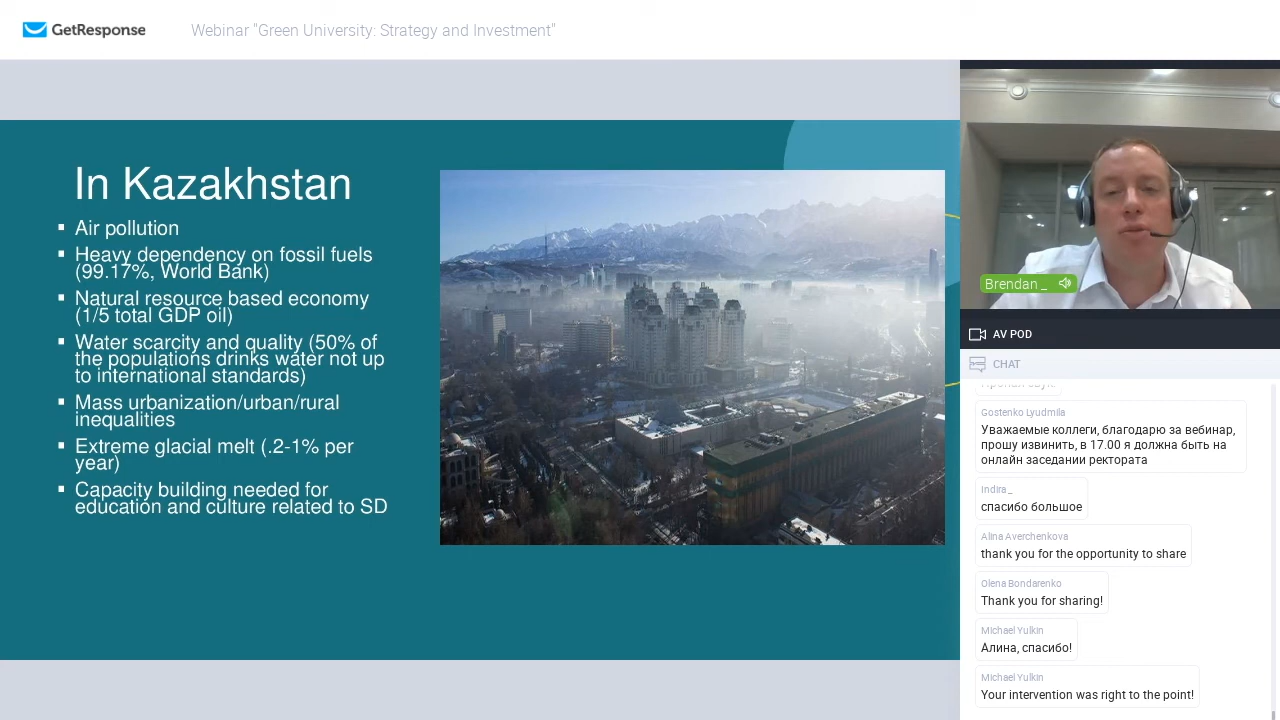 GetResponse
Webinar "Green University: Strategy and Investment"
In Kazakhstan
Air pollution
Heavy dependency on fossil fuels
(99.17%, World Bank)
Natural resource based economy
(1/5 total GDP oil)
Water scarcity and quality (50% of
the populations drinks water not up
to international standards)
Mass urbanization/urban/rural
inequalities
Extreme glacial melt (.2-1% per
year)
Capacity building needed for
education and culture related to SD
Brendan _
AV POD
CHAT
Gostenko Lyudmila
Уважаемые коллеги, благодарю за вебинар,
прошу извинить, в 17.00 я должна быть на
онлайн заседании ректората
Indira _
спасибо большое
Alina Averchenkova
thank you for the opportunity to share
Olena Bondarenko
Thank you for sharing!
Michael Yulkin
Алина, спасибо!
Michael Yulkin
Your intervention was right to the point!